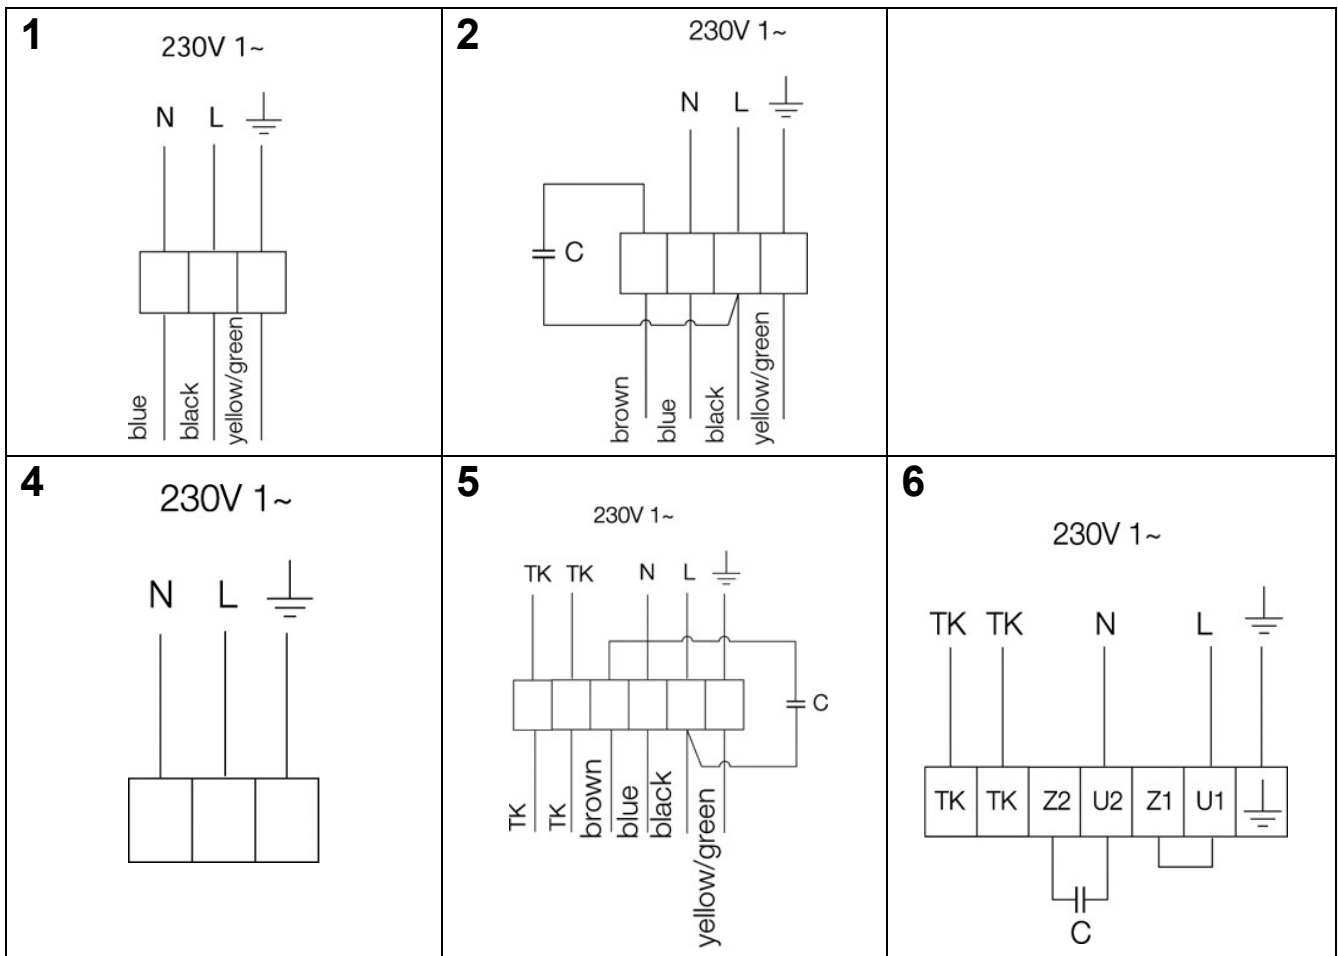 1
230V 1~
N L
blue
black
yellow/green
2
230V 1~
N L
C
brown
blue
black
yellow/green
4
230V 1~
N L
5
230V 1~
TK TK N L
C
TK
TK
brown
blue
black
yellow/green
6
230V 1~
TK TK N L
TK TK Z2 U2 Z1 U1
C